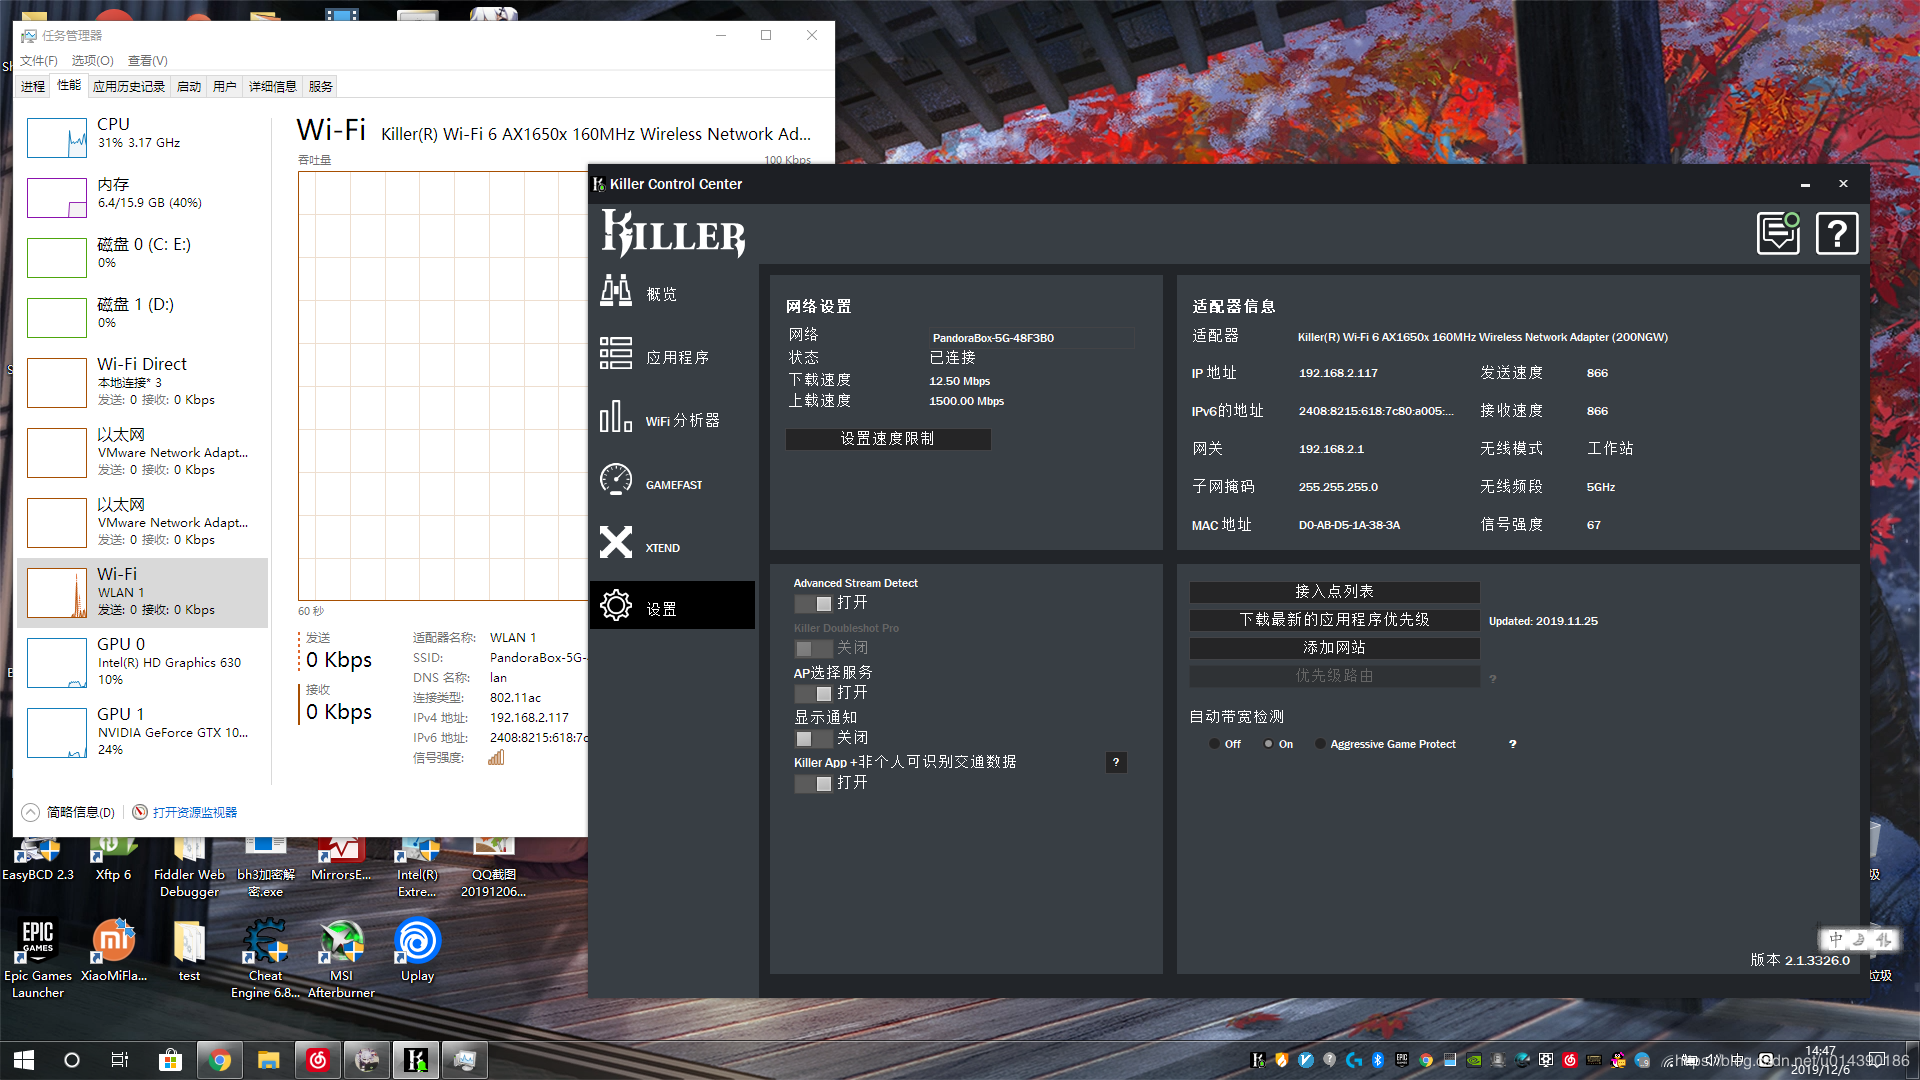 任务管理器
文件(F) 选项(O) 查看(V)
进程 性能 应用历史记录 启动 用户 详细信息 服务
CPU
31% 3.17 GHz
内存
6.4/15.9 GB (40%)
磁盘 0 (C: E:)
0%
磁盘 1 (D:)
0%
Wi-Fi Direct
本地连接* 3
发送: 0 接收: 0 Kbps
以太网
VMware Network Adapt...
发送: 0 接收: 0 Kbps
以太网
VMware Network Adapt...
发送: 0 接收: 0 Kbps
Wi-Fi
WLAN 1
发送: 0 接收: 0 Kbps
GPU 0
Intel(R) HD Graphics 630
10%
GPU 1
NVIDIA GeForce GTX 10...
24%
Wi-Fi Killer(R) Wi-Fi 6 AX1650x 160MHz Wireless Network Ad...
吞吐量 100 Kbps
60 秒
发送
0 Kbps
接收
0 Kbps
适配器名称: WLAN 1
SSID: PandoraBox-5G-
DNS 名称: lan
连接类型: 802.11ac
IPv4 地址: 192.168.2.117
IPv6 地址: 2408:8215:618:7c
信号强度:
简略信息(D) 打开资源监视器
Killer Control Center
KILLER
?
概览
应用程序
WiFi 分析器
GAMEFAST
XTEND
设置
网络设置
网络 PandoraBox-5G-48F3B0
状态 已连接
下载速度 12.50 Mbps
上载速度 1500.00 Mbps
设置速度限制
适配器信息
适配器 Killer(R) Wi-Fi 6 AX1650x 160MHz Wireless Network Adapter (200NGW)
IP 地址 192.168.2.117 发送速度 866
IPv6的地址 2408:8215:618:7c80:a005:... 接收速度 866
网关 192.168.2.1 无线模式 工作站
子网掩码 255.255.255.0 无线频段 5GHz
MAC 地址 D0-AB-D5-1A-38-3A 信号强度 67
Advanced Stream Detect
打开
Killer Doubleshot Pro
关闭
AP选择服务
打开
显示通知
关闭
Killer App +非个人可识别交通数据 ?
打开
接入点列表
下载最新的应用程序优先级 Updated: 2019.11.25
添加网站
优先级路由 ?
自动带宽检测
Off On Aggressive Game Protect ?
版本 2.1.3326.0
中
EasyBCD 2.3
Xftp 6
Fiddler Web
Debugger
bh3加密解
密.exe
MirrorsE...
Intel(R)
Extre...
QQ截图
20191206...
EPIC
GAMES
Epic Games
Launcher
XiaoMiFla...
test
Cheat
Engine 6.8...
MSI
Afterburner
Uplay
圾
垃圾
14:47
2019/12/6
https://blog.csdn.net/u014390186